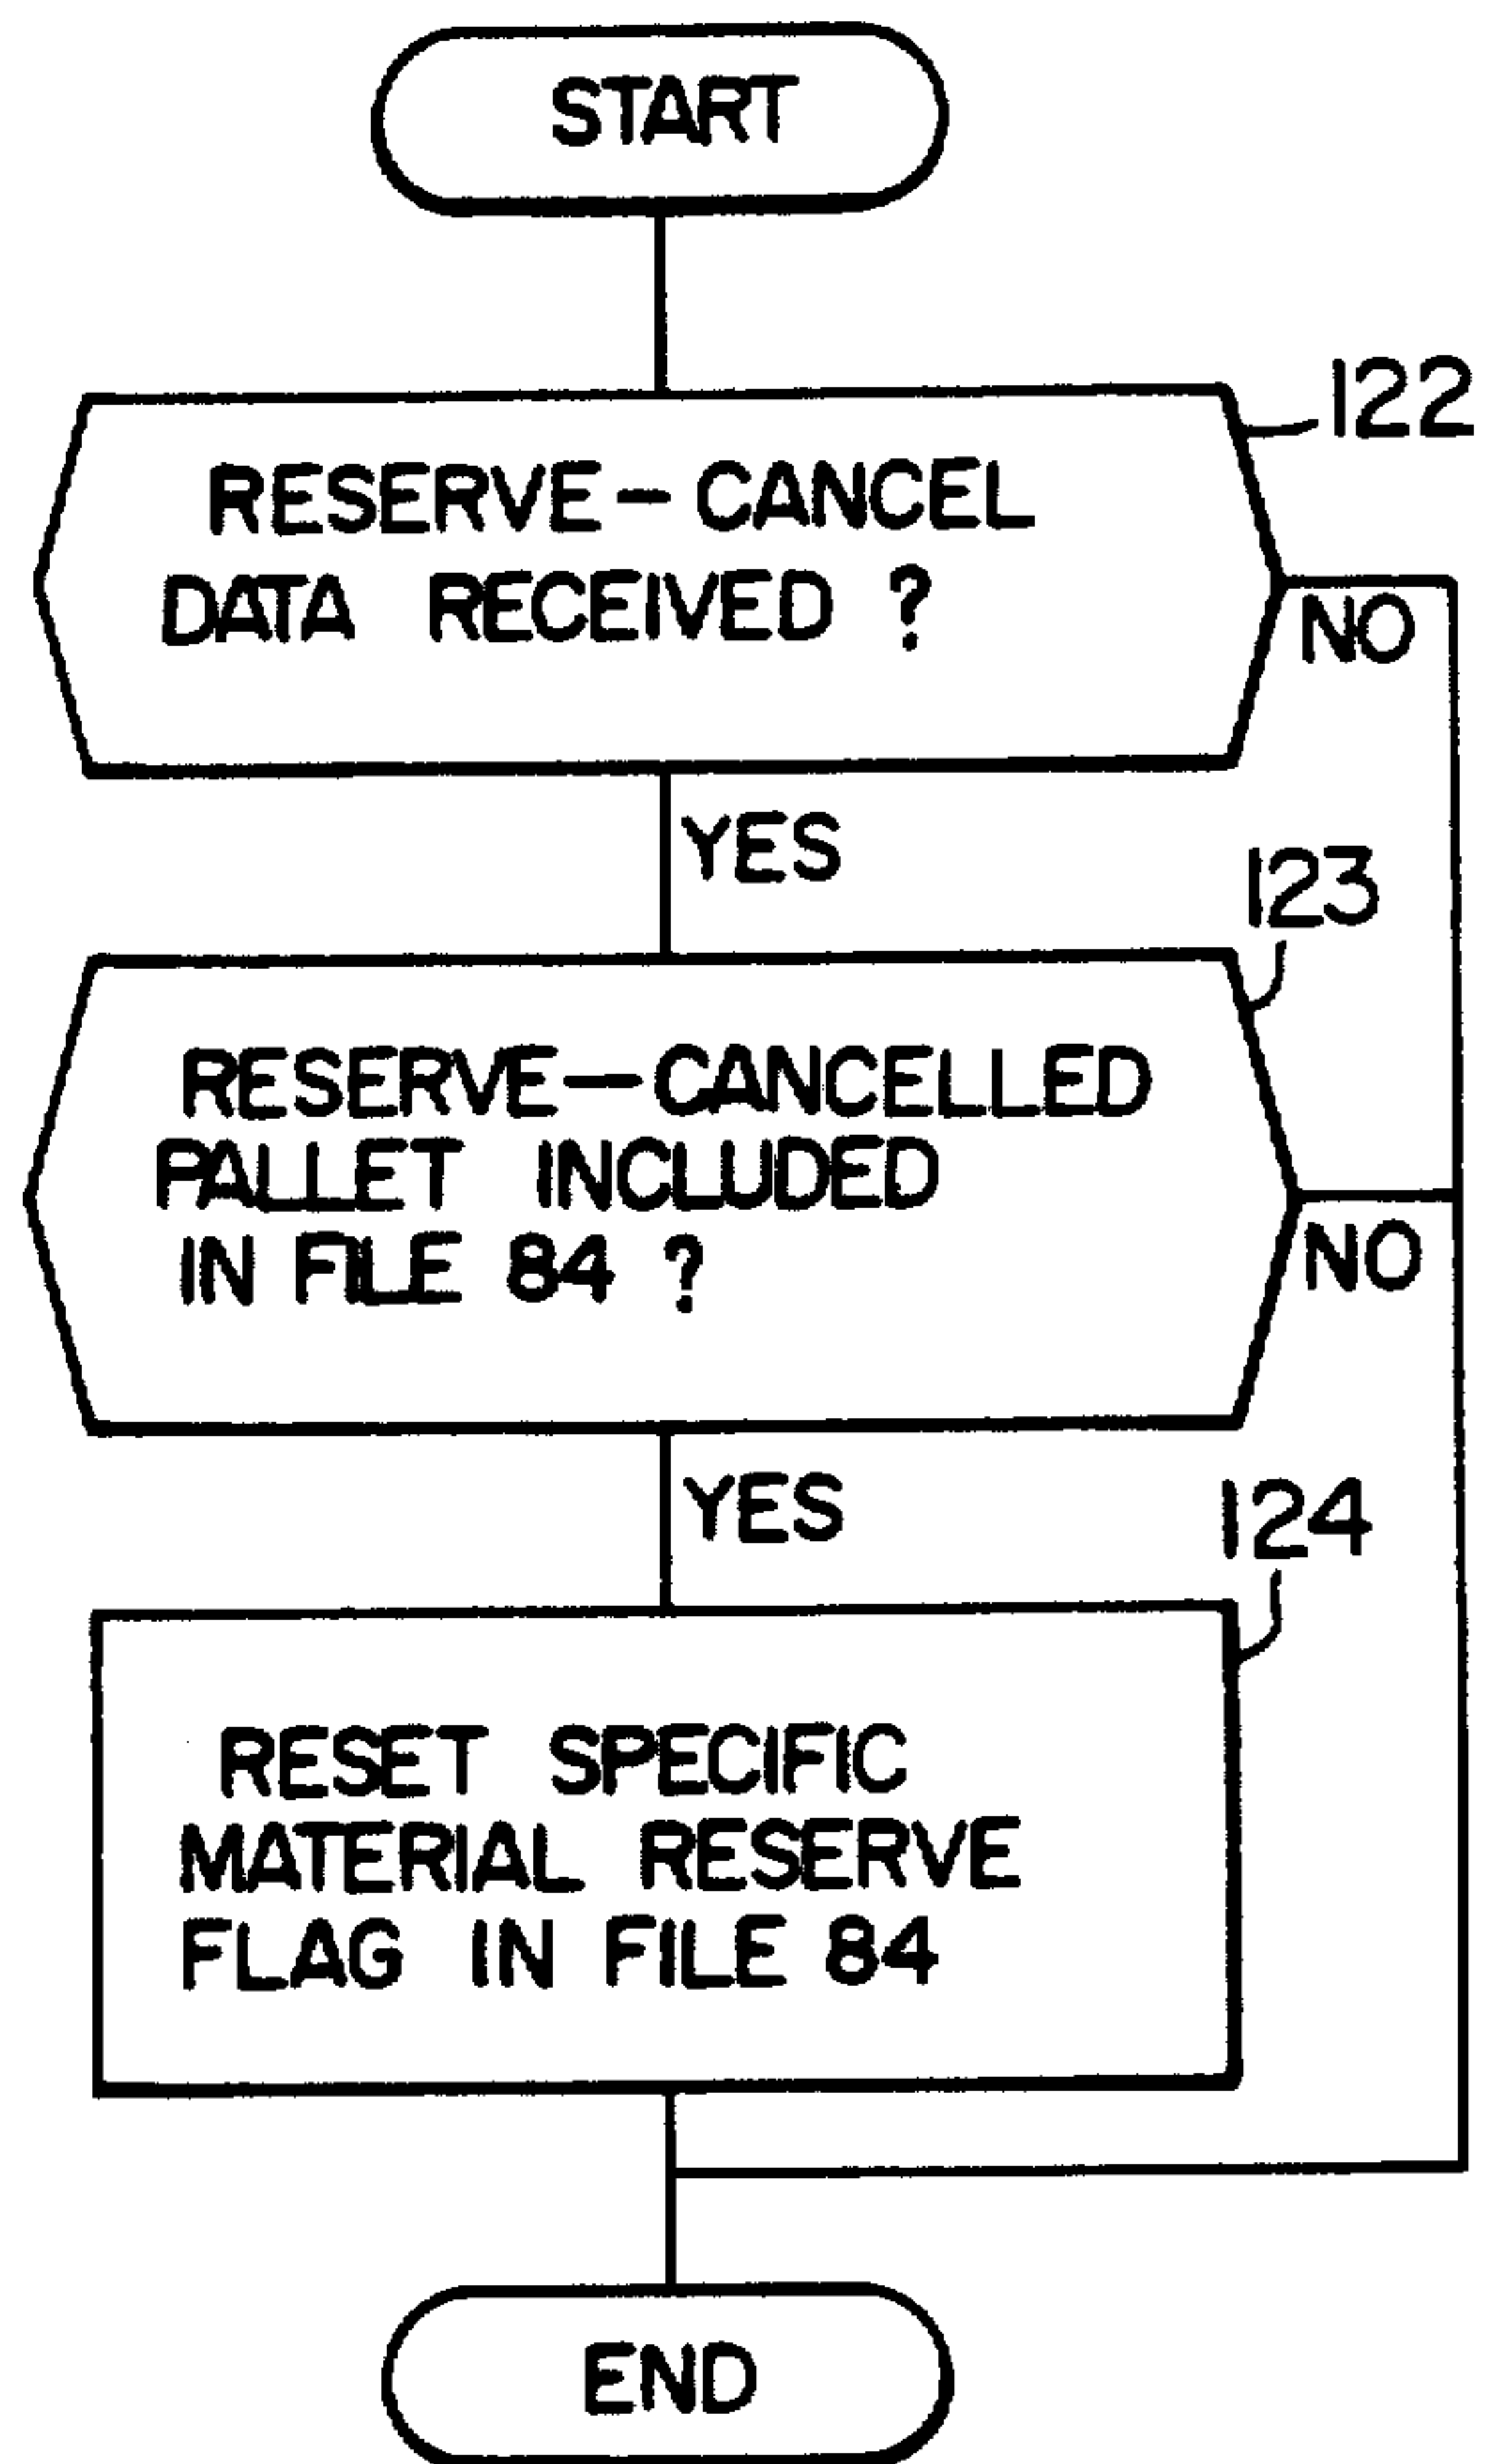 START
122
RESERVE-CANCEL
DATA RECEIVED ?
NO
YES
123
RESERVE-CANCELLED
PALLET INCLUDED
IN FILE 84 ?
NO
YES
124
RESET SPECIFIC
MATERIAL RESERVE
FLAG IN FILE 84
END